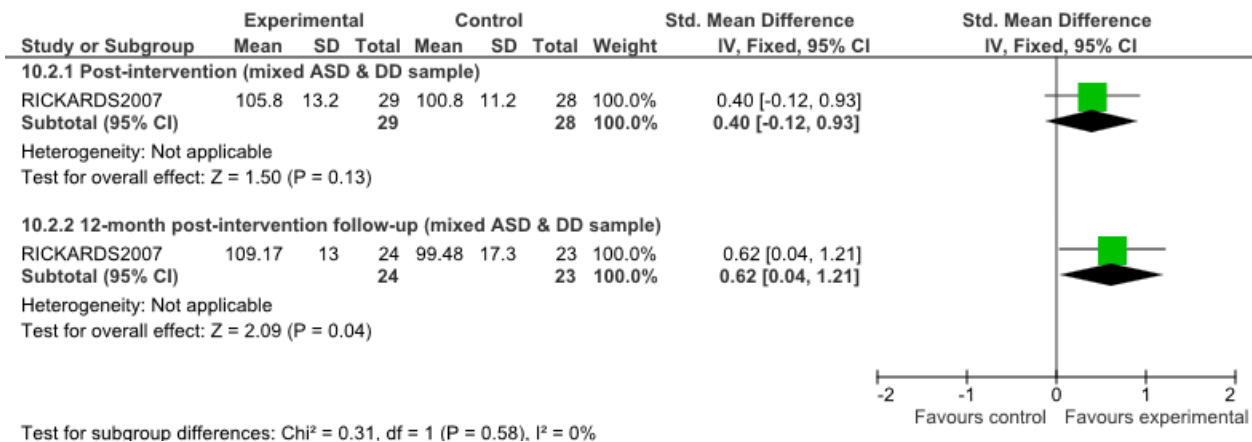 Experimental Control Std. Mean Difference Std. Mean Difference
Study or Subgroup Mean SD Total Mean SD Total Weight IV, Fixed, 95% CI IV, Fixed, 95% CI
10.2.1 Post-intervention (mixed ASD & DD sample)
RICKARDS2007 105.8 13.2 29 100.8 11.2 28 100.0% 0.40 [-0.12, 0.93]
Subtotal (95% CI) 29 28 100.0% 0.40 [-0.12, 0.93]
Heterogeneity: Not applicable
Test for overall effect: Z = 1.50 (P = 0.13)
10.2.2 12-month post-intervention follow-up (mixed ASD & DD sample)
RICKARDS2007 109.17 13 24 99.48 17.3 23 100.0% 0.62 [0.04, 1.21]
Subtotal (95% CI) 24 23 100.0% 0.62 [0.04, 1.21]
Heterogeneity: Not applicable
Test for overall effect: Z = 2.09 (P = 0.04)
-2 -1 0 1 2
Favours control Favours experimental
Test for subgroup differences: Chi² = 0.31, df = 1 (P = 0.58), I² = 0%